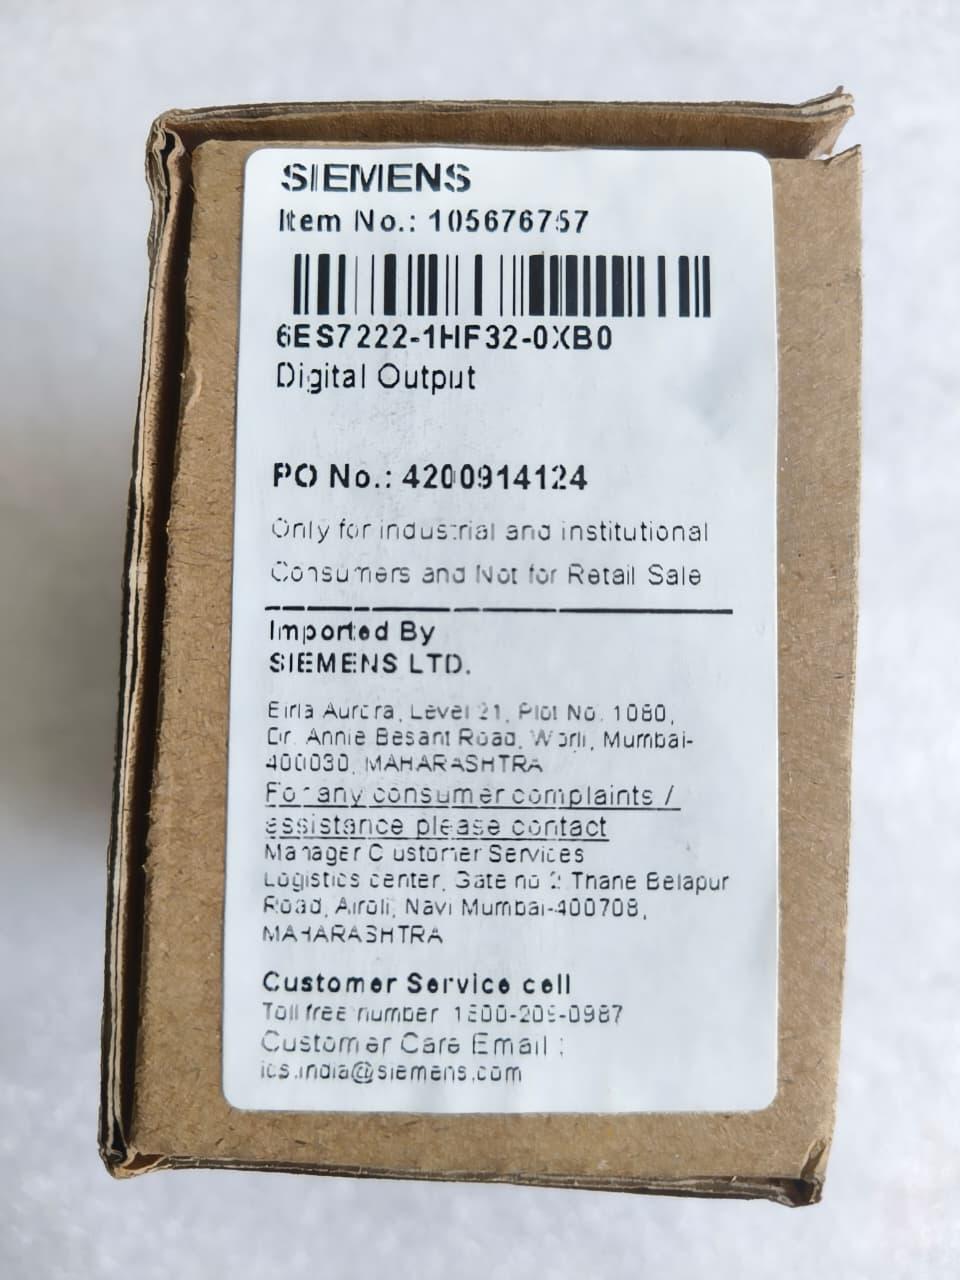 SIEMENS
Item No.: 105676757
6ES7222-1HF32-0XB0
Digital Output
PO No.: 4200914124
Only for industrial and institutional
Consumers and Not for Retail Sale
Imported By
SIEMENS LTD.
Birla Aurora, Level 21, Plot No. 1080,
Dr. Annie Besant Road, Worli, Mumbai-
400030, MAHARASHTRA
For any consumer complaints /
assistance please contact
Manager Customer Services
Logistics center, Gate no 2 Thane Belapur
Road, Airoli, Navi Mumbai-400708,
MAHARASHTRA
Customer Service cell
Toll free number 1800-209-0987
Customer Care Email :
ics.india@siemens.com